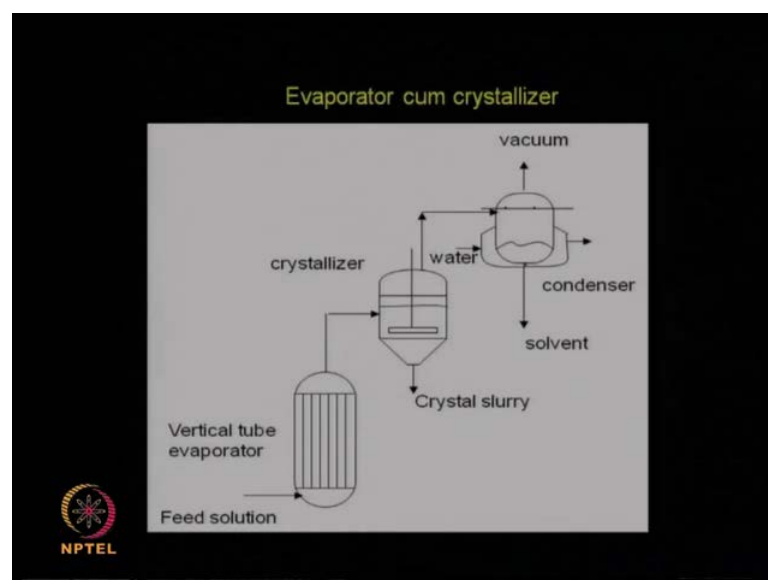 Evaporator cum crystallizer
vacuum
crystallizer
water
condenser
solvent
Crystal slurry
Vertical tube
evaporator
Feed solution
NPTEL